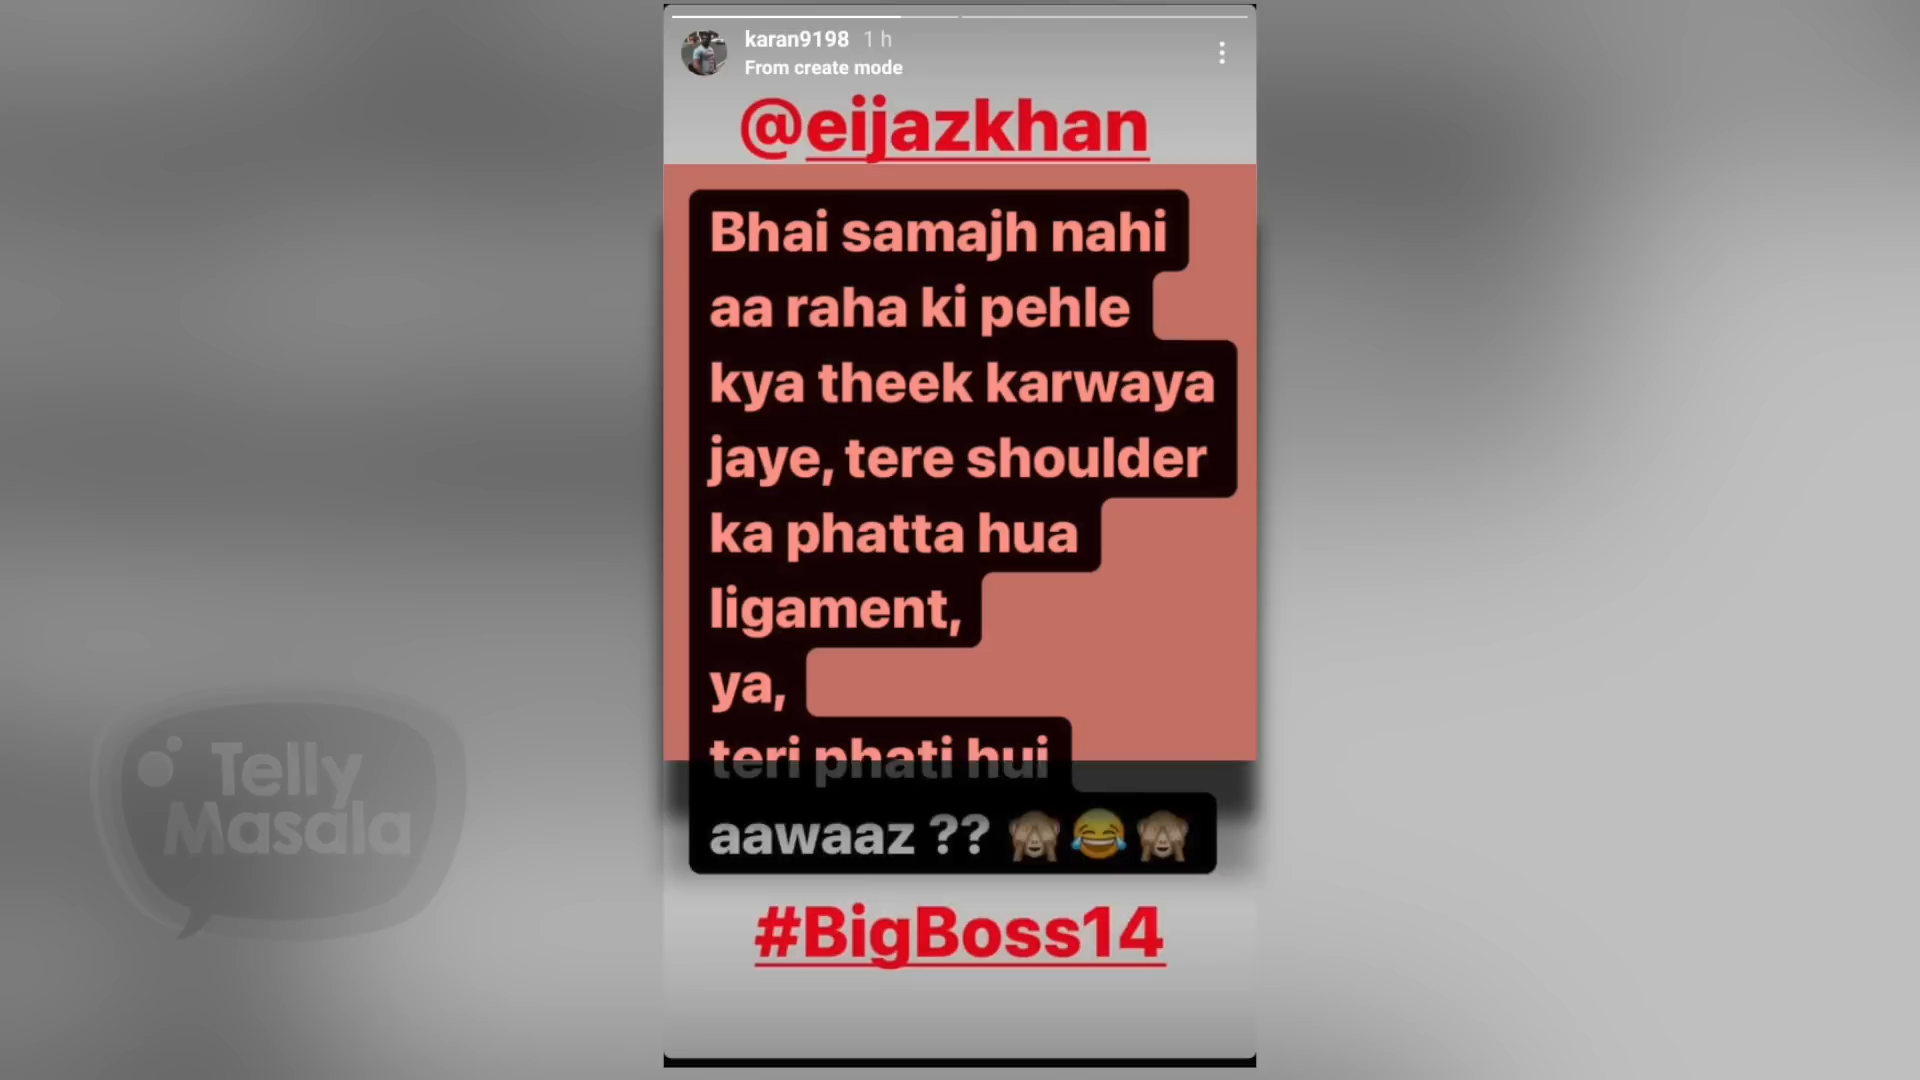 karan9198 1 h
From create mode
@eijazkhan
Bhai samajh nahi
aa raha ki pehle
kya theek karwaya
jaye, tere shoulder
ka phatta hua
ligament,
ya,
teri phati hui
aawaaz ?? 🙈😂🙈
#BigBoss14
Telly
Masala